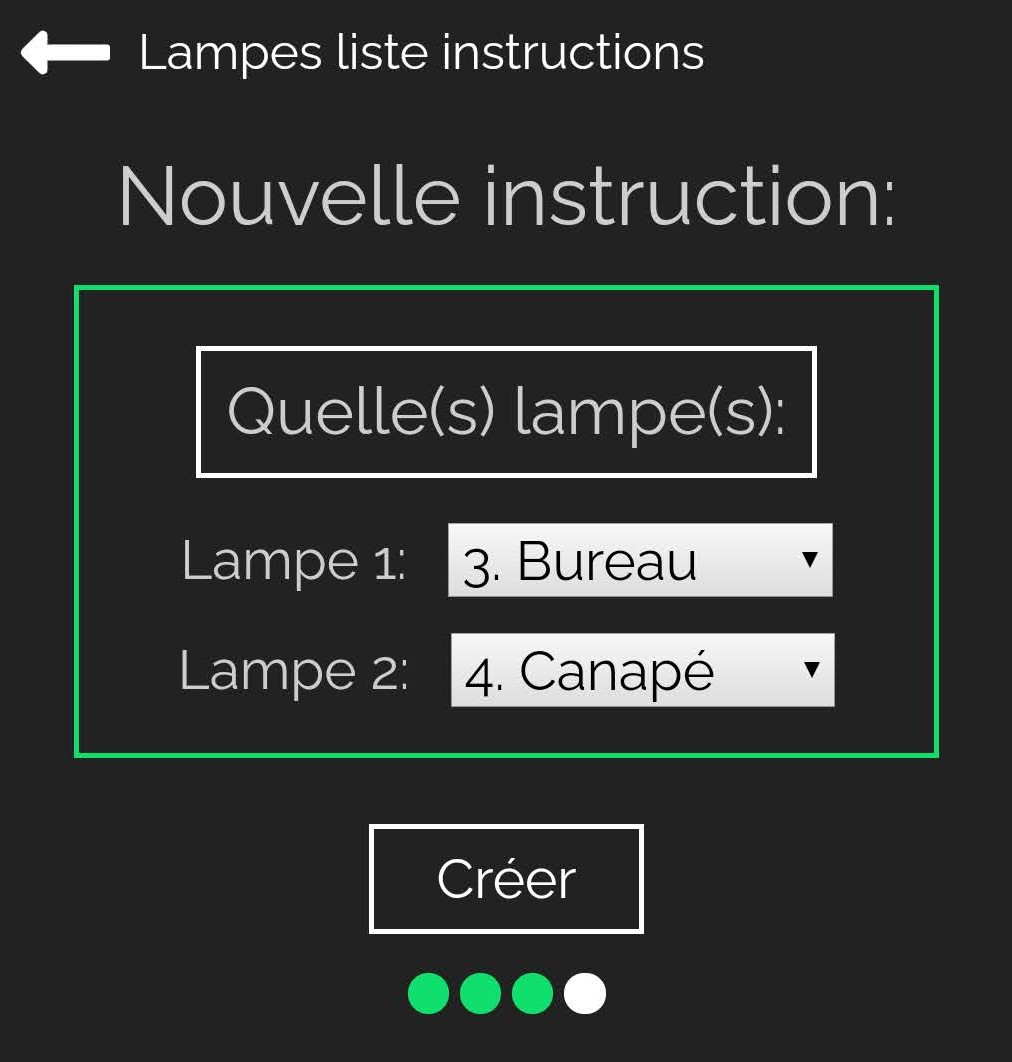 Lampes liste instructions
Nouvelle instruction:
Quelle(s) lampe(s):
Lampe 1: 3. Bureau
Lampe 2: 4. Canapé
Créer